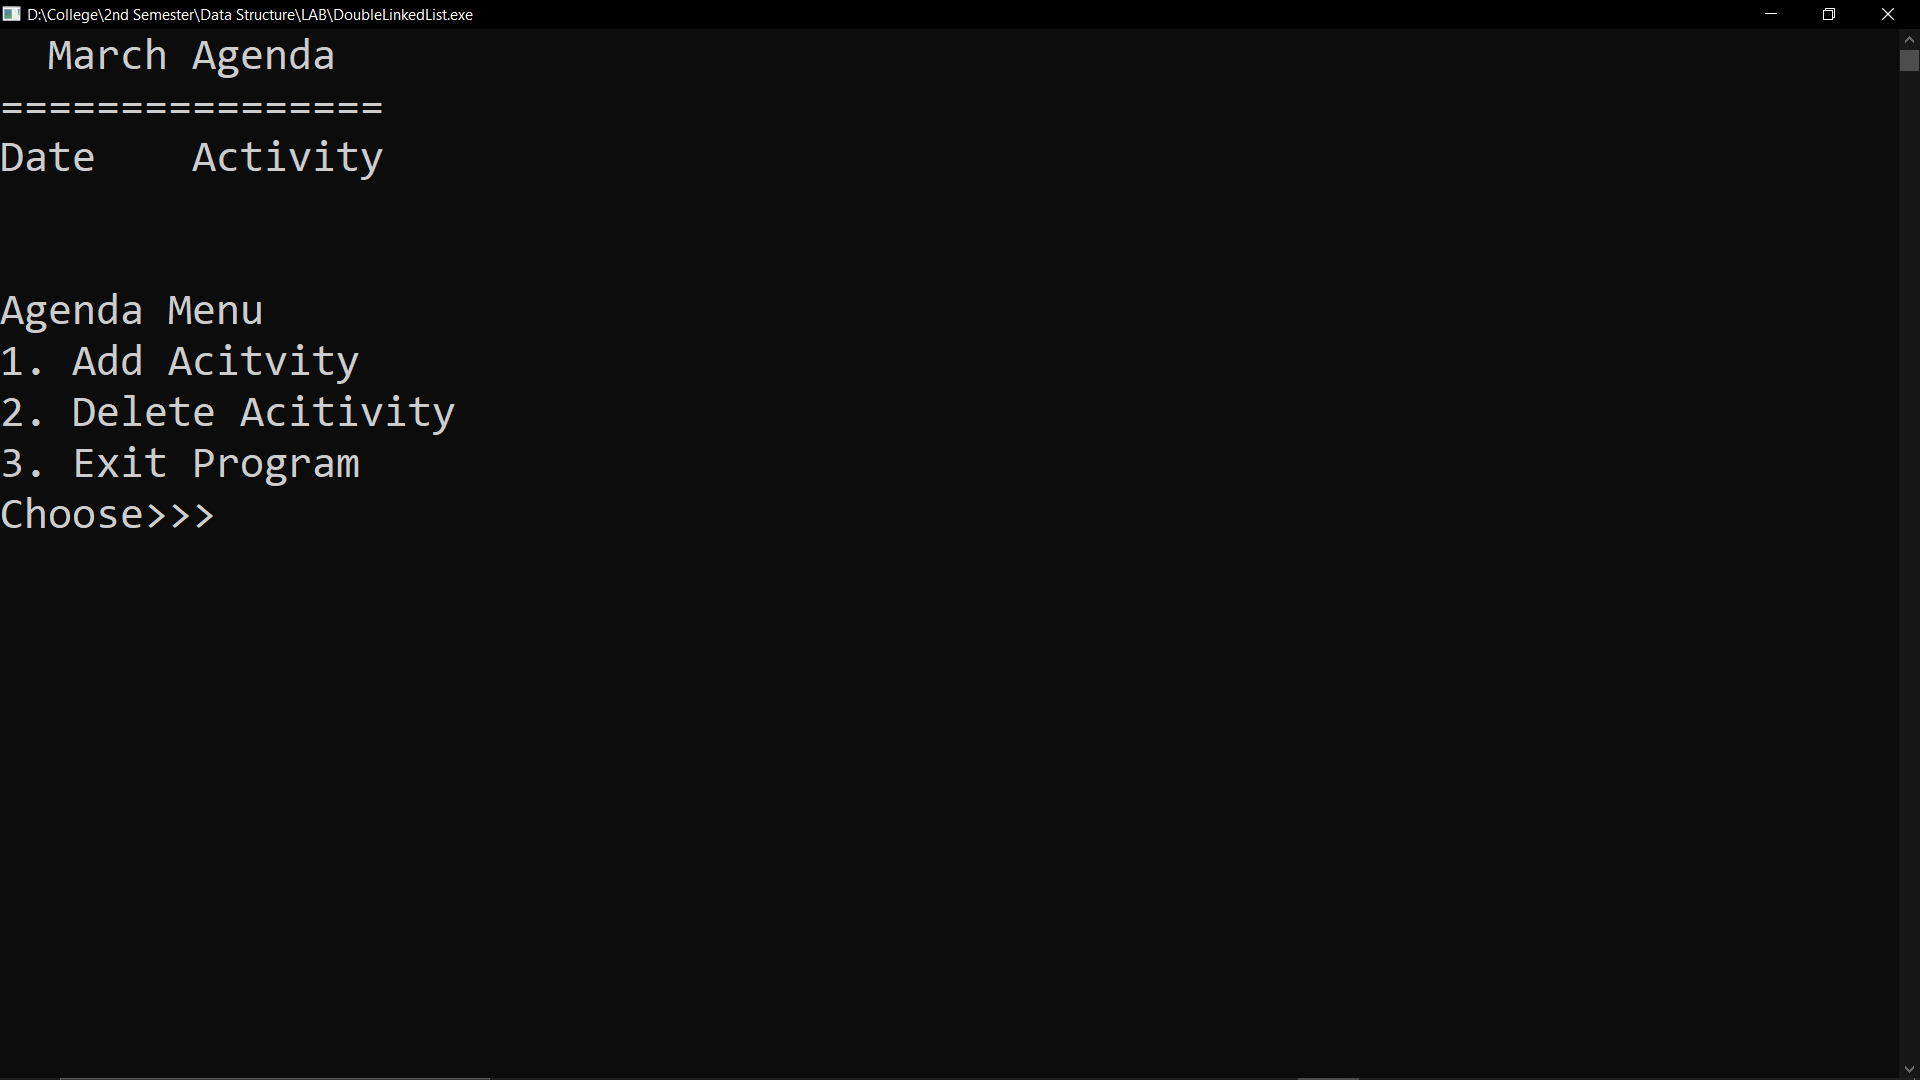 D:\College\2nd Semester\Data Structure\LAB\DoubleLinkedList.exe
March Agenda
================
Date    Activity
Agenda Menu
1. Add Acitvity
2. Delete Acitivity
3. Exit Program
Choose>>>